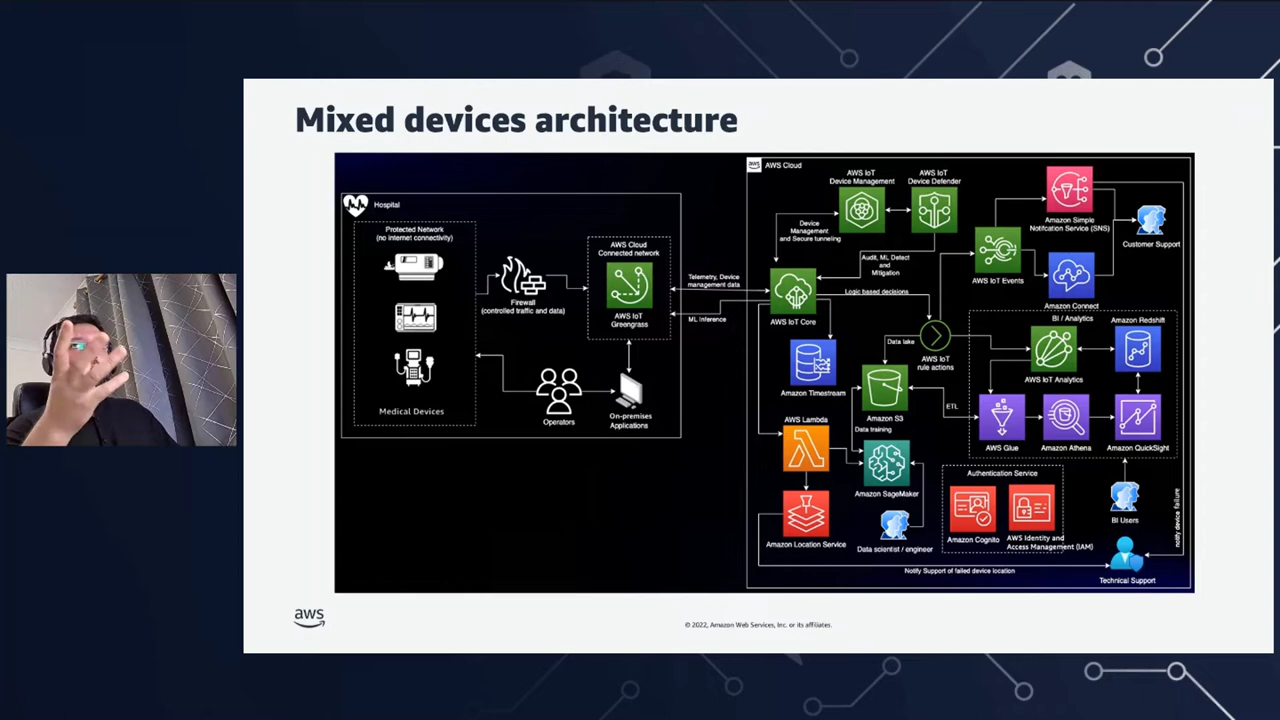 Mixed devices architecture
aws
AWS Cloud
Hospital
Protected Network
(no internet connectivity)
Medical Devices
Firewall
(controlled traffic and data)
AWS Cloud
Connected network
AWS IoT
Greengrass
Operators
On-premises
Applications
Telemetry, Device
management data
ML Inference
AWS IoT
Device Management
AWS IoT
Device Defender
Device
Management
and Secure tunneling
Audit, ML Detect
and
Mitigation
AWS IoT Core
Logic based decisions
Amazon Simple
Notifcation Service (SNS)
Customer Support
AWS IoT Events
Amazon Connect
BI / Analytics
Amazon Redshift
AWS IoT
rule actions
Data lake
AWS IoT Analytics
Amazon Timestream
Amazon S3
ETL
Data training
AWS Glue
Amazon Athena
Amazon QuickSight
AWS Lambda
Amazon SageMaker
Amazon Location Service
Data scientist / engineer
Authentication Service
Amazon Cognito
AWS Identity and
Access Management (IAM)
BI Users
notify device failure
Technical Support
Notify Support of failed device location
aws
© 2022, Amazon Web Services, Inc. or its affiliates.